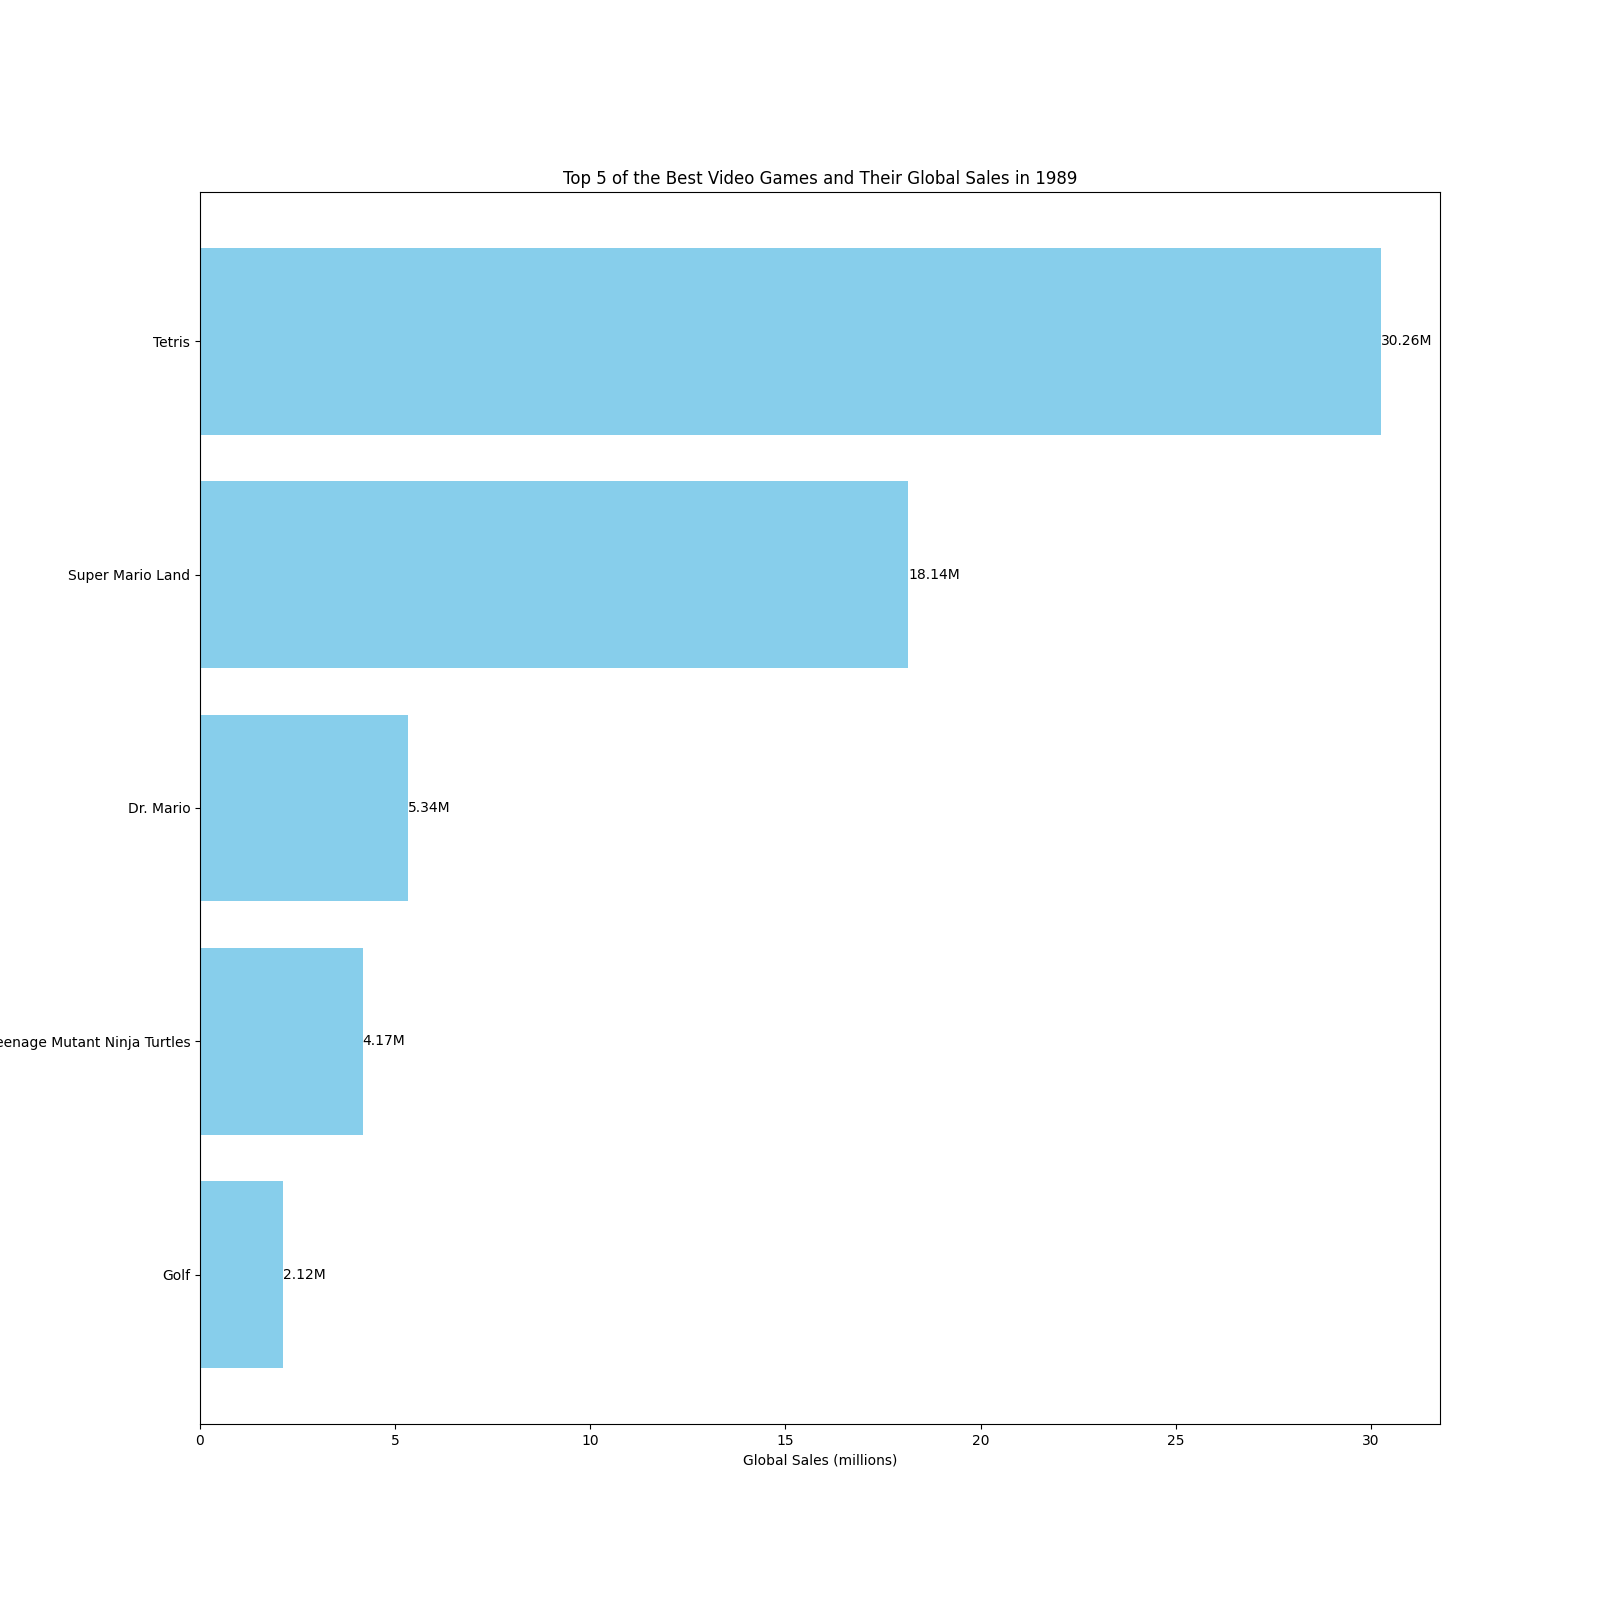 Top 5 of the Best Video Games and Their Global Sales in 1989
Tetris
30.26M
Super Mario Land
18.14M
Dr. Mario
5.34M
eenage Mutant Ninja Turtles
4.17M
Golf
2.12M
0 5 10 15 20 25 30
Global Sales (millions)